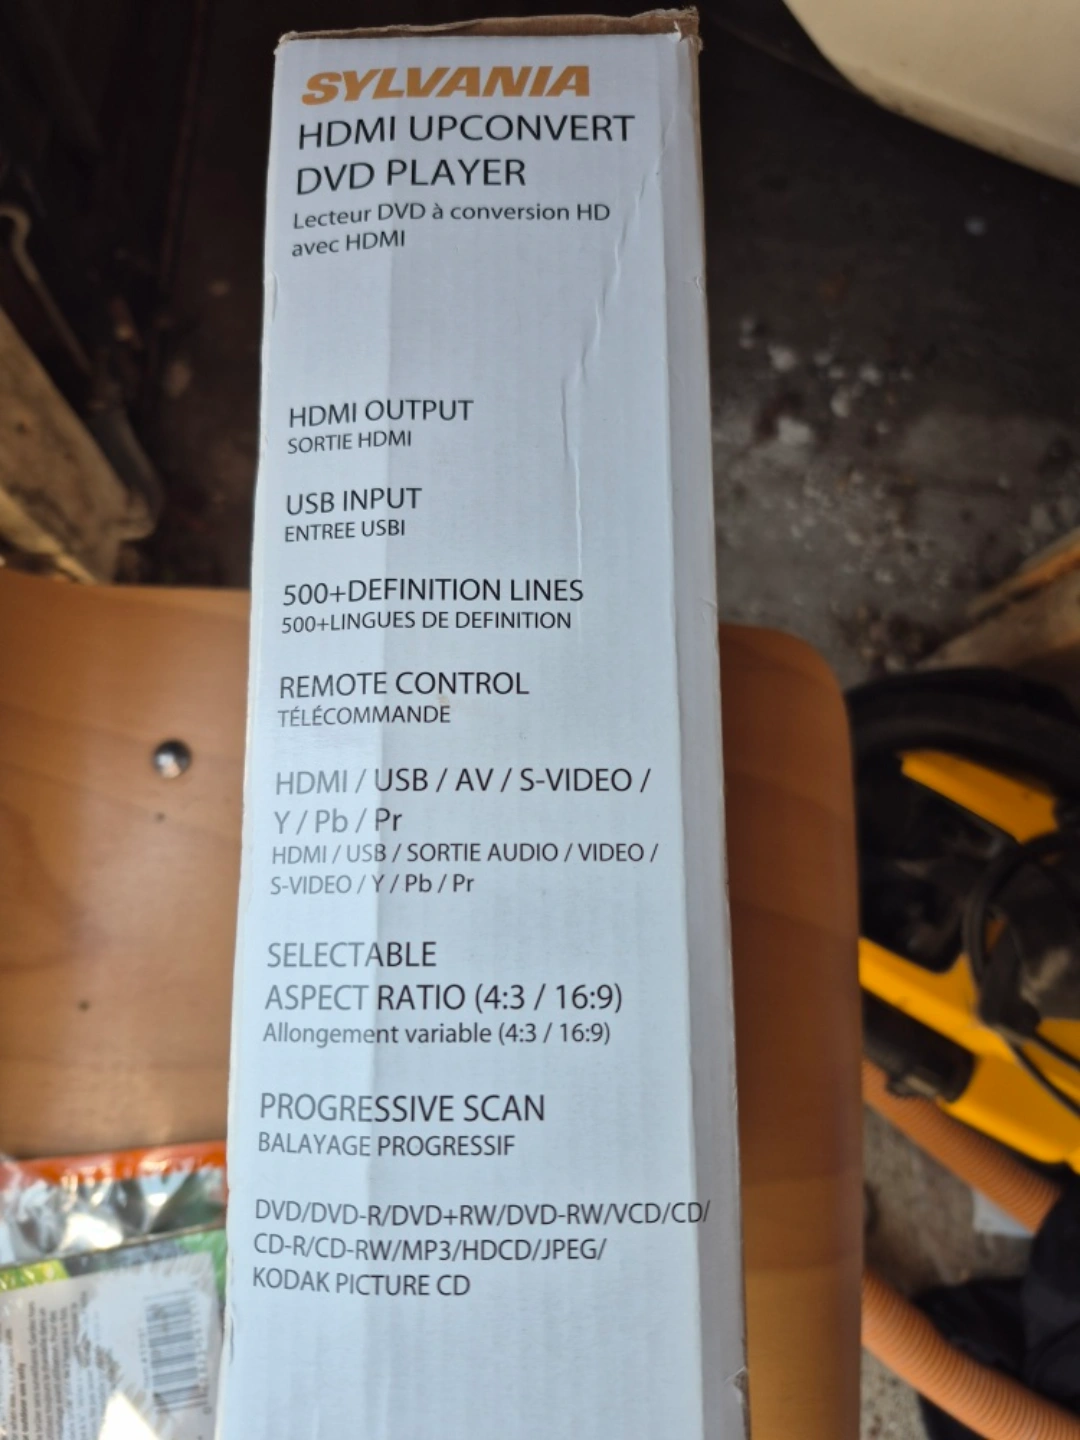 SYLVANIA
HDMI UPCONVERT
DVD PLAYER
Lecteur DVD à conversion HD
avec HDMI
HDMI OUTPUT
SORTIE HDMI
USB INPUT
ENTREE USBI
500+DEFINITION LINES
500+LINGUES DE DEFINITION
REMOTE CONTROL
TÉLÉCOMMANDE
HDMI / USB / AV / S-VIDEO /
Y / Pb / Pr
HDMI / USB / SORTIE AUDIO / VIDEO /
S-VIDEO / Y / Pb / Pr
SELECTABLE
ASPECT RATIO (4:3 / 16:9)
Allongement variable (4:3 / 16:9)
PROGRESSIVE SCAN
BALAYAGE PROGRESSIF
DVD/DVD-R/DVD+RW/DVD-RW/VCD/CD/
CD-R/CD-RW/MP3/HDCD/JPEG/
KODAK PICTURE CD